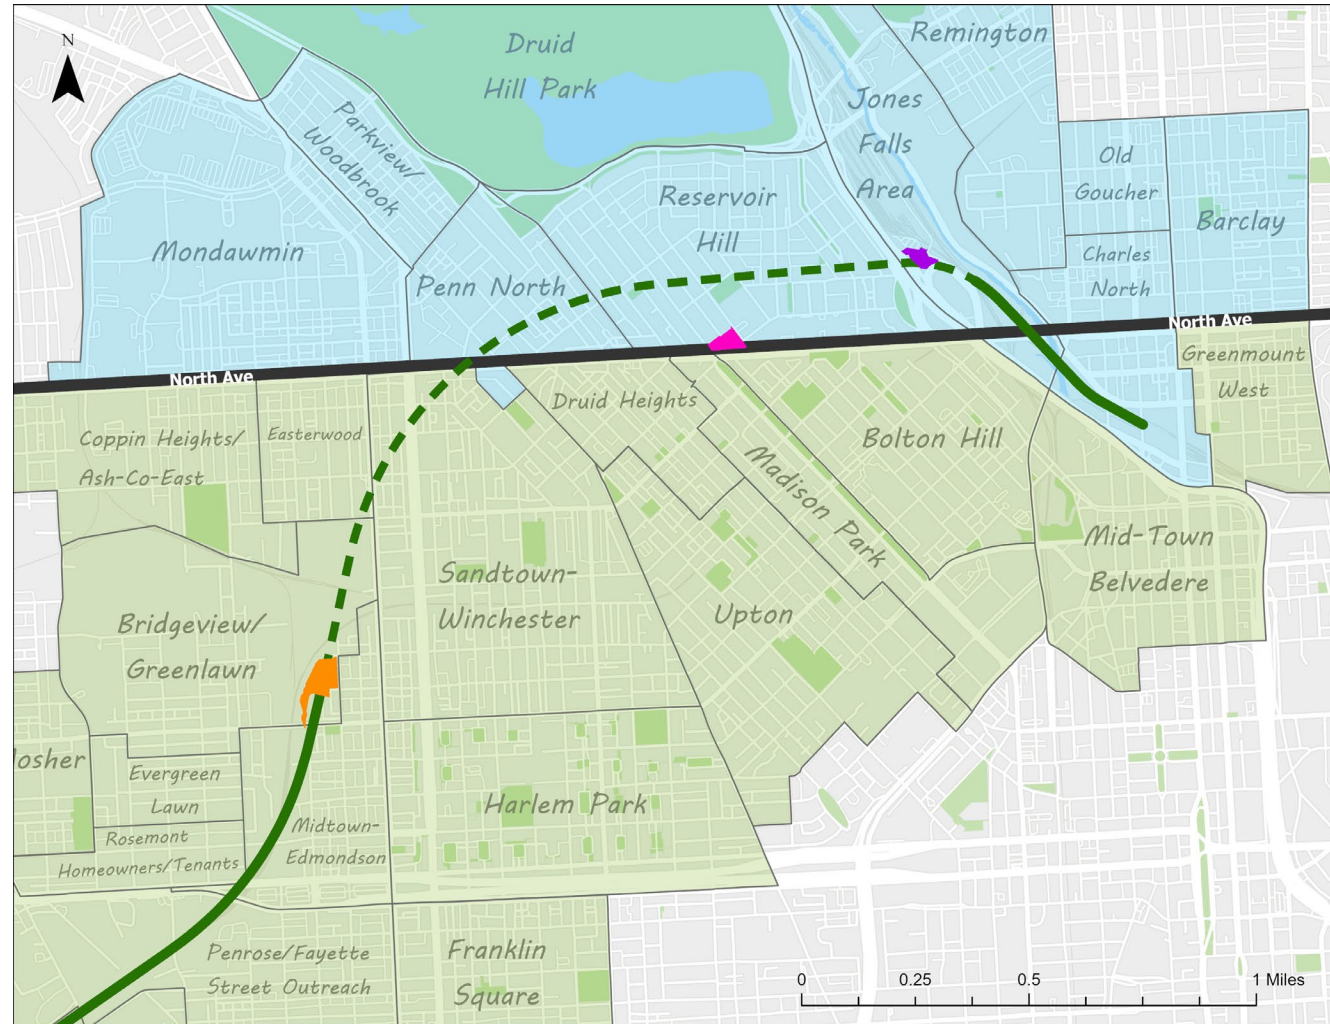 N
Druid
Hill Park
Remington
Jones
Falls
Area
Parkview/
Woodbrook
Old
Goucher
Barclay
Reservoir
Hill
Mondawmin
Penn North
Charles
North
North Ave
North Ave
Greenmount
West
Druid Heights
Coppin Heights/
Ash-Co-East
Easterwood
Bolton Hill
Madison Park
Mid-Town
Belvedere
Sandtown-
Winchester
Upton
Bridgeview/
Greenlawn
losher
Evergreen
Lawn
Rosemont
Homeowners/Tenants
Midtown-
Edmondson
Harlem Park
Penrose/Fayette
Street Outreach
Franklin
Square
0 0.25 0.5 1 Miles